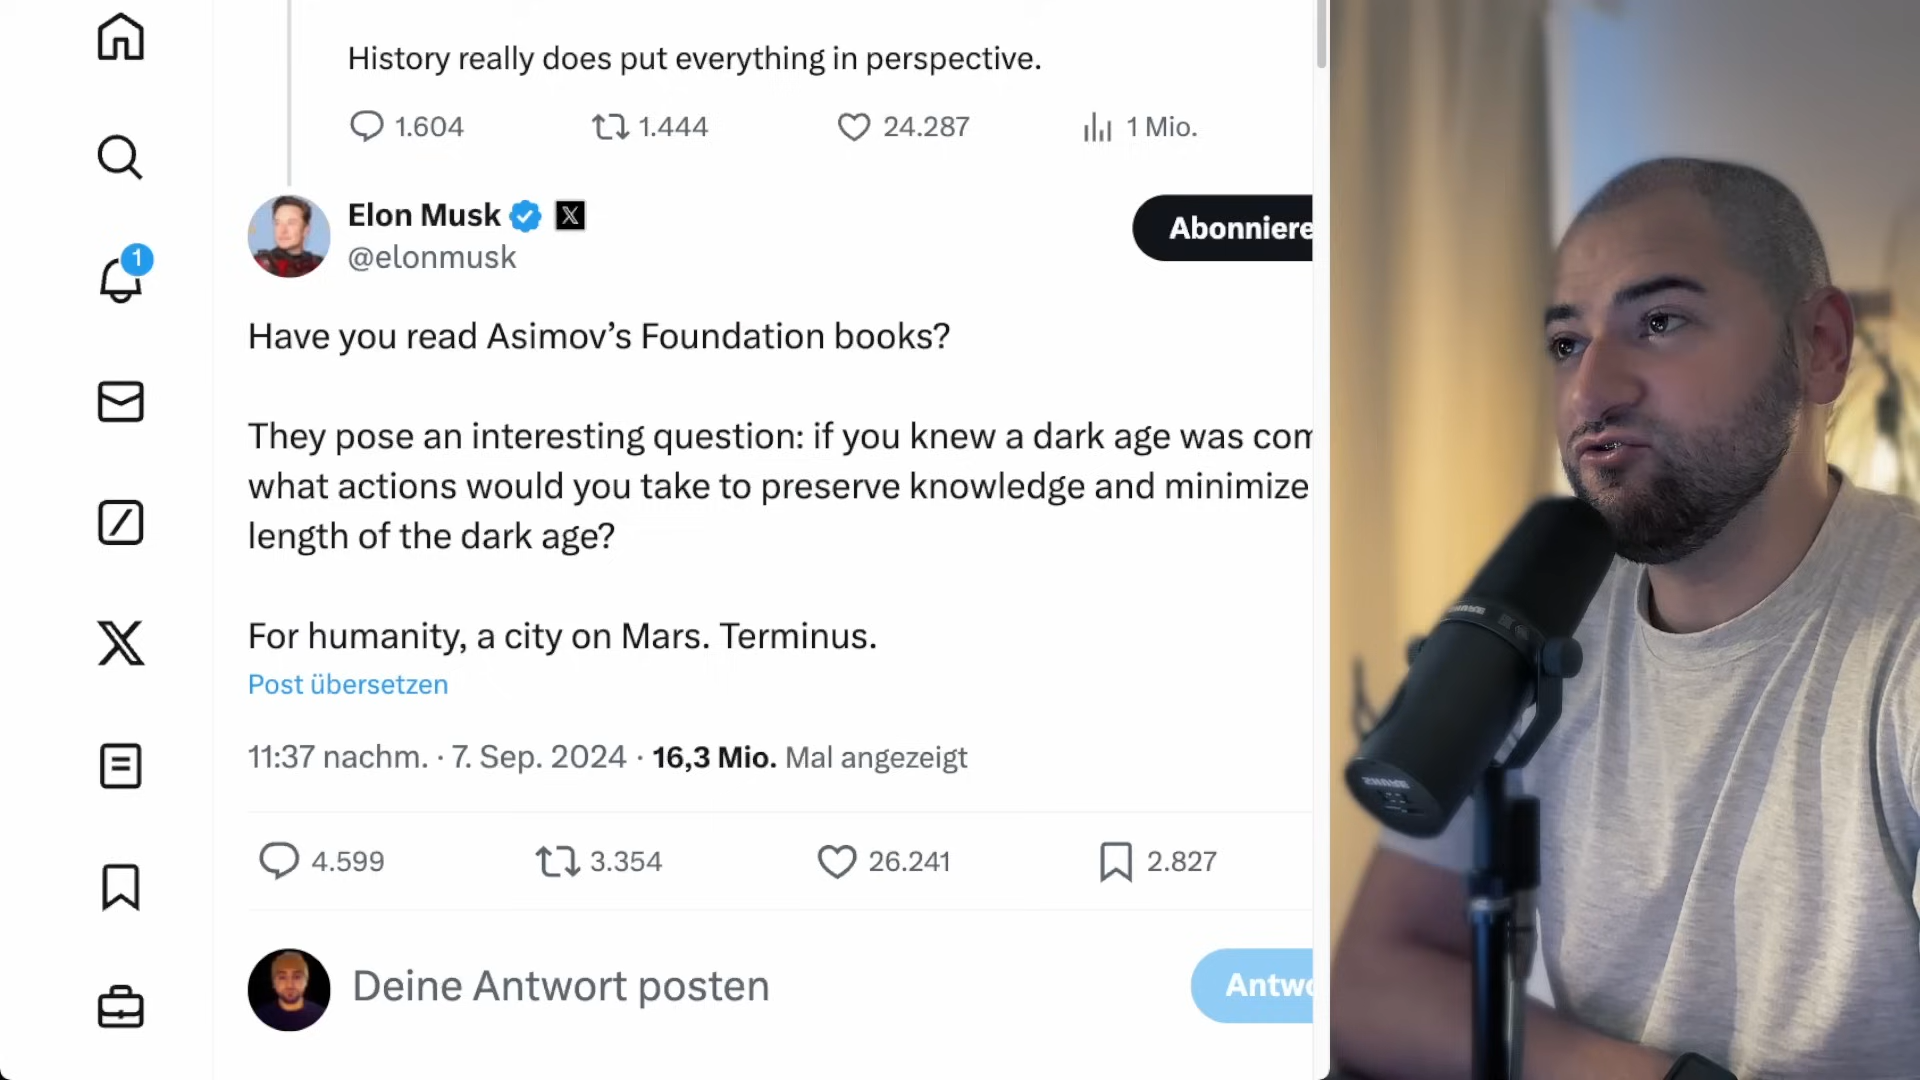 History really does put everything in perspective.
1.604 1.444 24.287 1 Mio.
Elon Musk
@elonmusk
Abonniere
1
Have you read Asimov’s Foundation books?
They pose an interesting question: if you knew a dark age was com
what actions would you take to preserve knowledge and minimize
length of the dark age?
For humanity, a city on Mars. Terminus.
Post übersetzen
11:37 nachm. · 7. Sep. 2024 · 16,3 Mio. Mal angezeigt
4.599 3.354 26.241 2.827
Deine Antwort posten
Antwo
SHURE